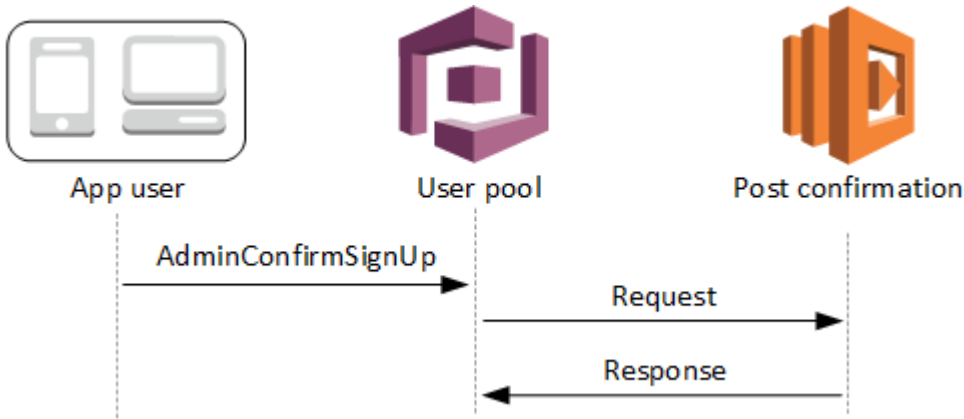 App user
User pool
Post confirmation
AdminConfirmSignUp
Request
Response